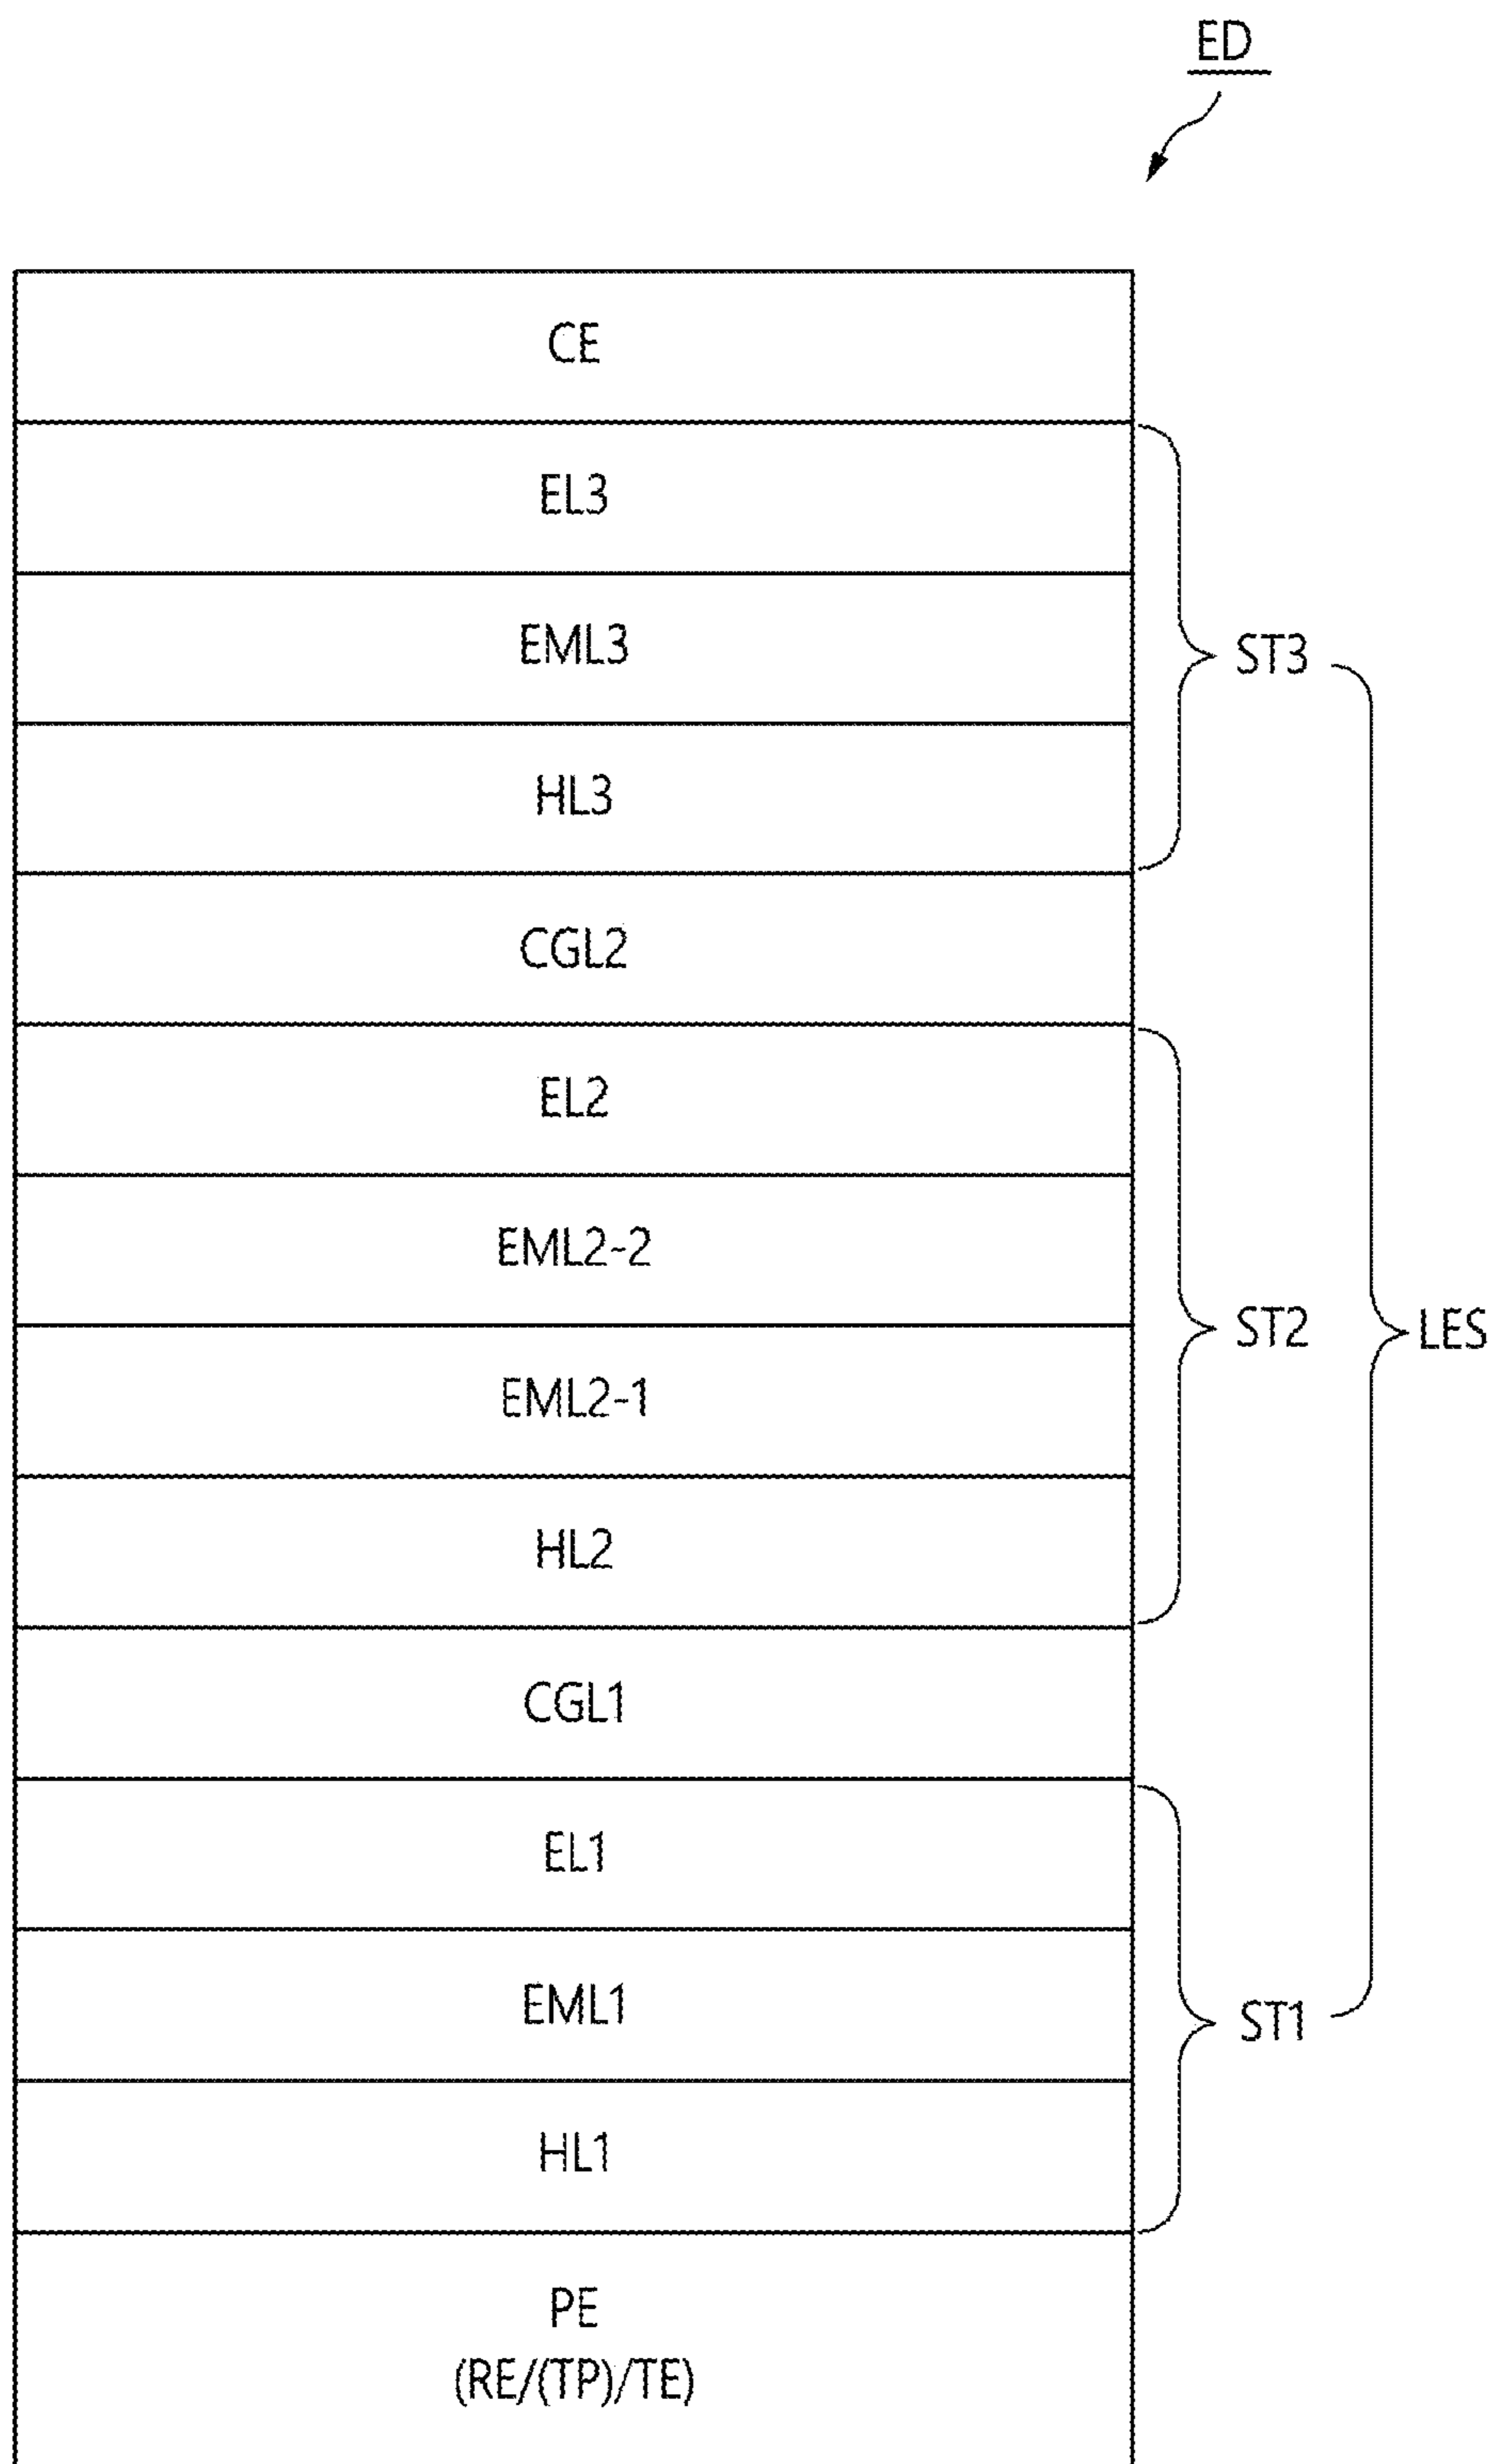 ED
CE
EL3
EML3
ST3
HL3
CGL2
EL2
EML2-2
ST2
LES
EML2-1
HL2
CGL1
EL1
EML1
ST1
HL1
PE
(RE/(TP)/TE)